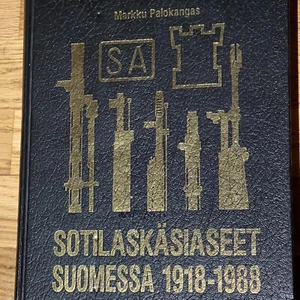 Markku Palokangas
SA
SOTILASKÄSIASEET
SUOMESSA 1918-1988